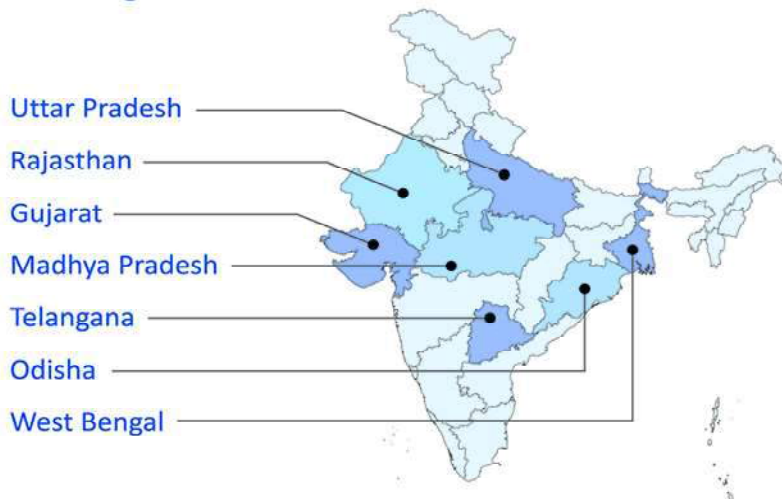 Uttar Pradesh
Rajasthan
Gujarat
Madhya Pradesh
Telangana
Odisha
West Bengal